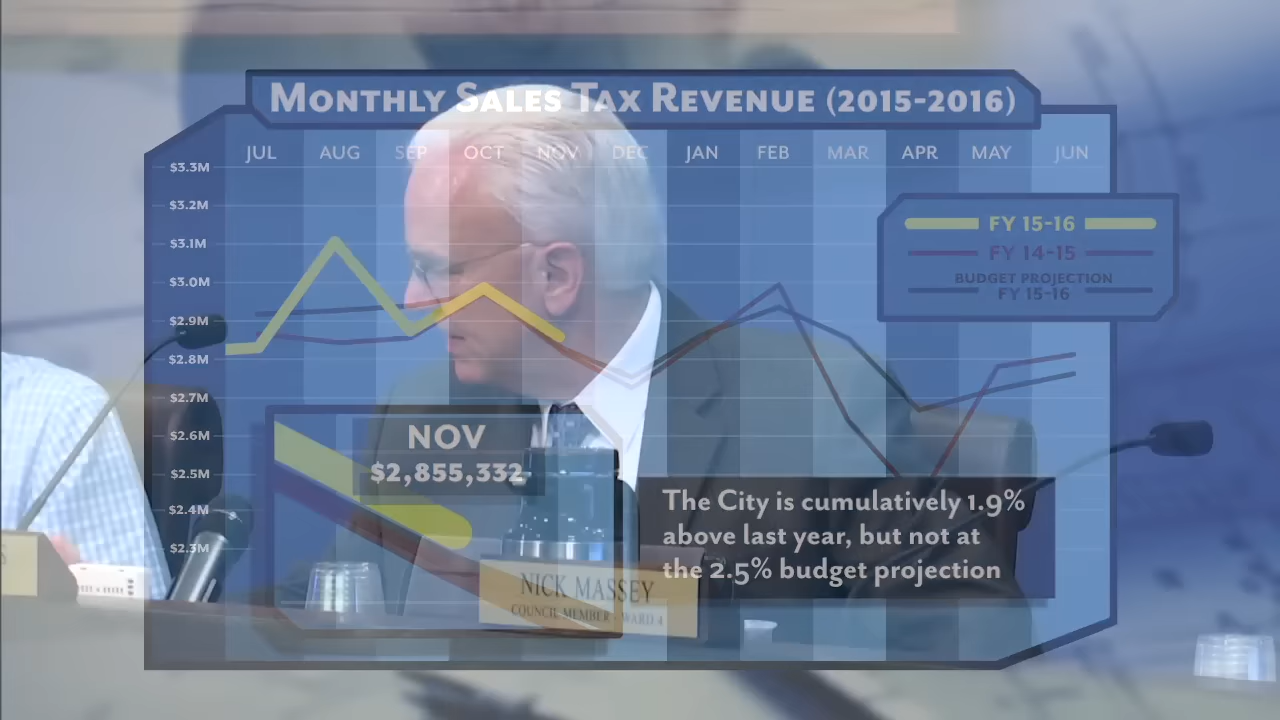 MONTHLY SALES TAX REVENUE (2015-2016)
JUL AUG SEP OCT NOV DEC JAN FEB MAR APR MAY JUN
$3.3M
$3.2M
$3.1M
$3.0M
$2.9M
$2.8M
$2.7M
$2.6M
$2.5M
$2.4M
$2.3M
FY 15-16
FY 14-15
BUDGET PROJECTION
FY 15-16
NOV
$2,855,332
The City is cumulatively 1.9%
above last year, but not at
the 2.5% budget projection
NICK MASSEY
COUNCIL MEMBER - WARD 4
S